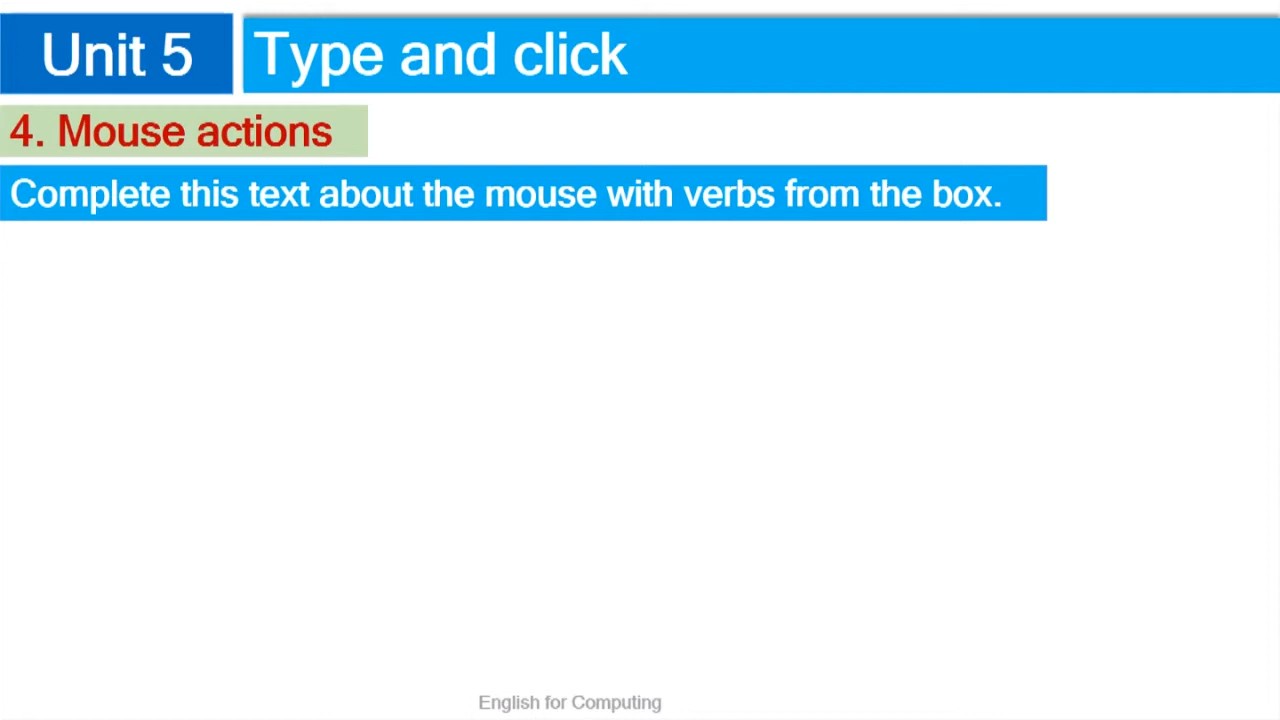 Unit 5
Type and click
4. Mouse actions
Complete this text about the mouse with verbs from the box.
English for Computing